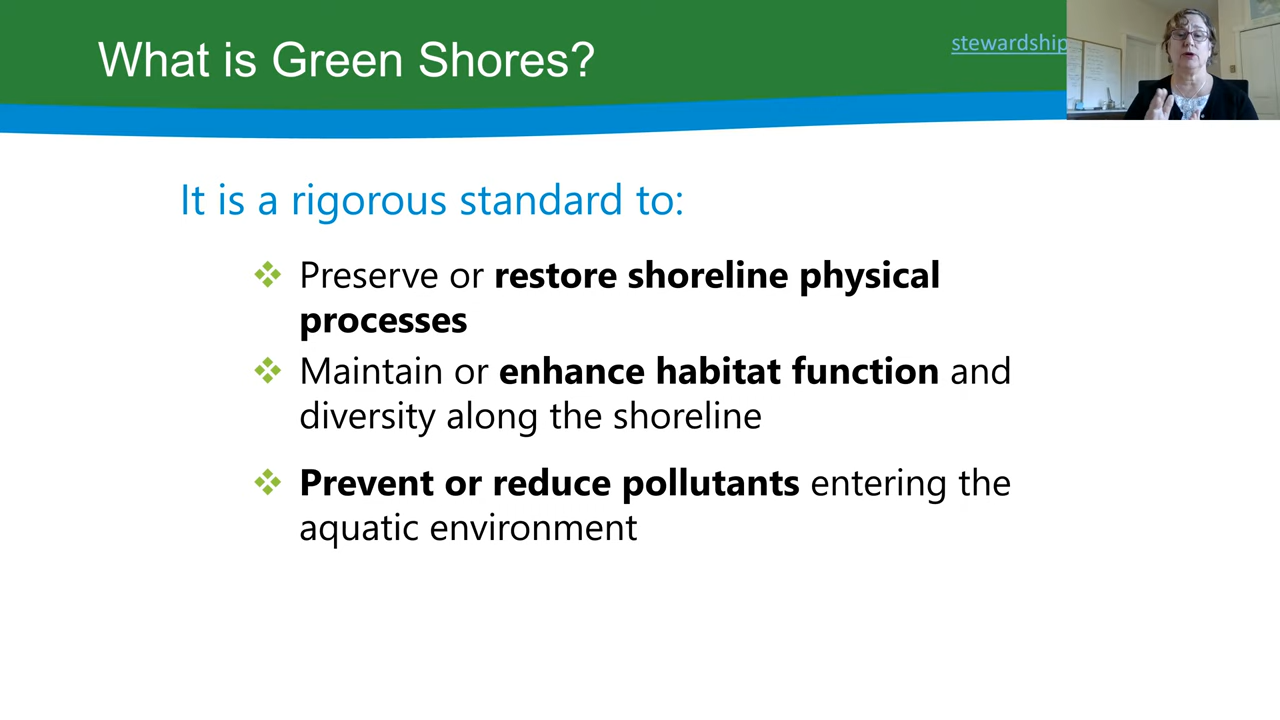 What is Green Shores?
stewardship
It is a rigorous standard to:
Preserve or restore shoreline physical
processes
Maintain or enhance habitat function and
diversity along the shoreline
Prevent or reduce pollutants entering the
aquatic environment